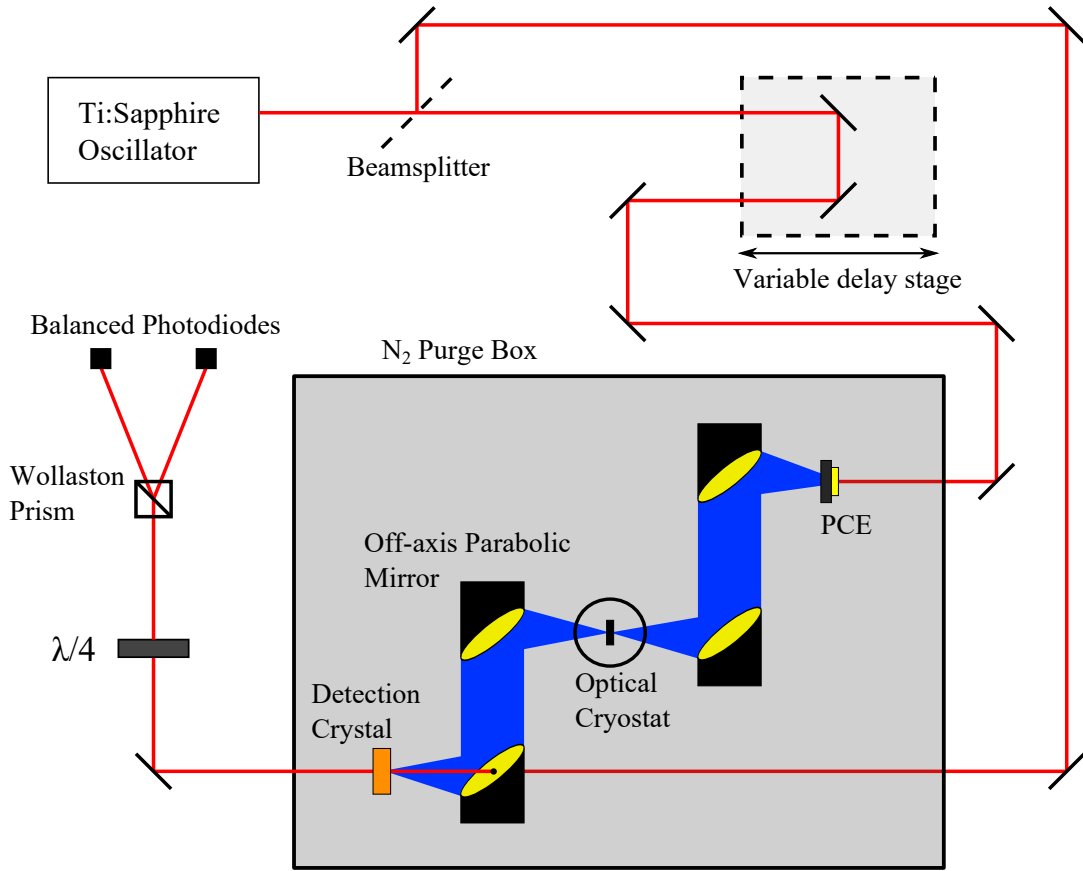 Ti:Sapphire
Oscillator
Beamsplitter
Variable delay stage
Balanced Photodiodes
N₂ Purge Box
Wollaston
Prism
PCE
Off-axis Parabolic
Mirror
λ/4
Optical
Cryostat
Detection
Crystal